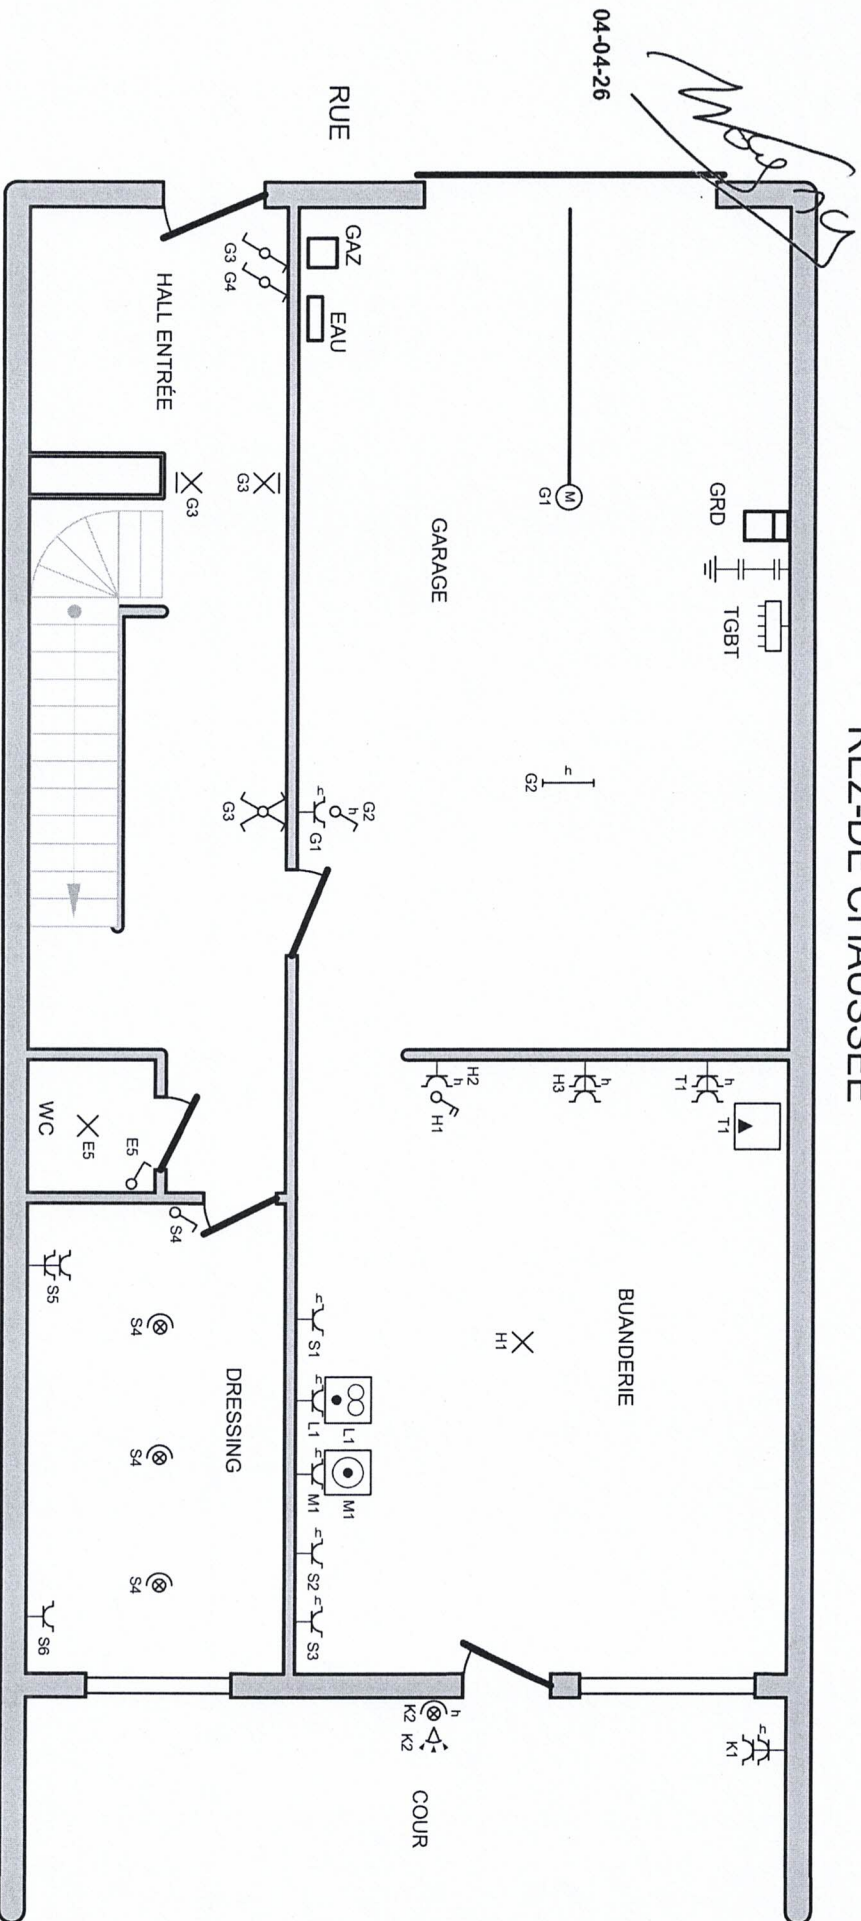 REZ-DE CHAUSSÉE
04-04-26
RUE
GAZ
EAU
G3 G4
HALL ENTRÉE
G3
G3
GRD
TGBT
M
G1
GARAGE
h
G2
G2
h
h
G1
G3
WC
E5
E5
S4
H2
h
H1
h
H3
h
T1
T1
BUANDERIE
H1
h
S1
h
L1
L1
h
M1
M1
h
S2
h
S3
S5
S4
DRESSING
S4
S4
S6
h
K2
K2
h
K1
COUR